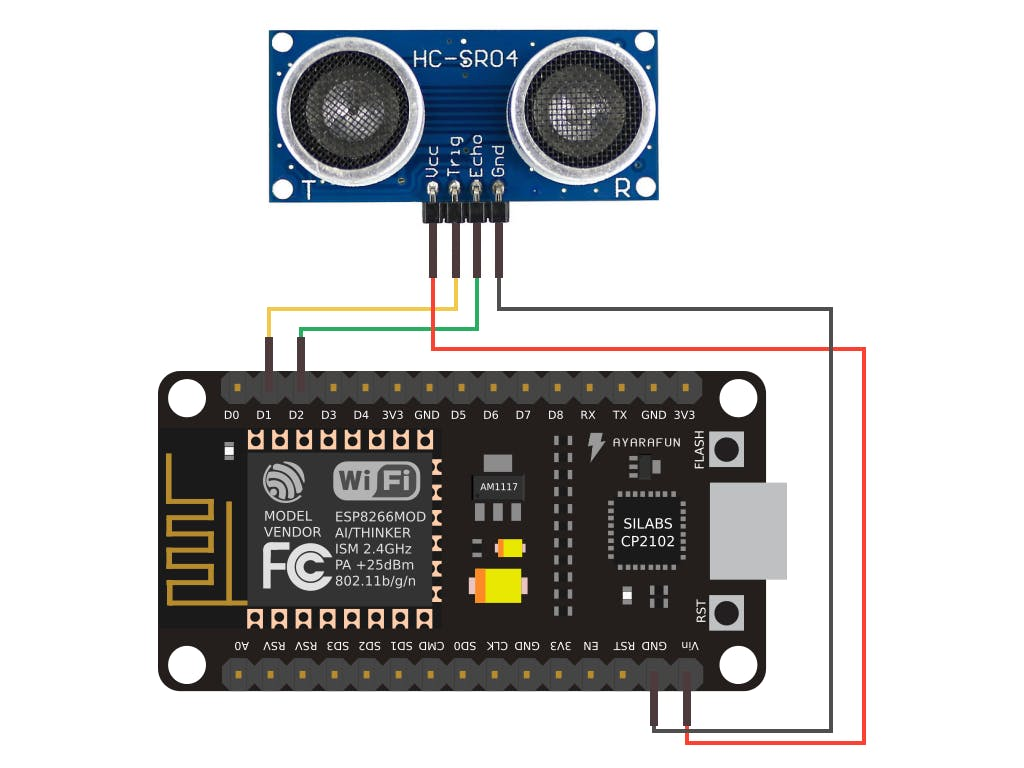 HC-SR04
Vcc
Trig
Echo
Gnd
T
R
D0 D1 D2 D3 D4 3V3 GND D5 D6 D7 D8 RX TX GND 3V3
AYARAFUN
FLASH
Wi Fi
MODEL
VENDOR
ESP8266MOD
AI/THINKER
ISM 2.4GHz
PA +25dBm
802.11b/g/n
FC
AM1117
SILABS
CP2102
RST
A0 RSV RSV SD3 SD2 SD1 CMD SD0 CLK GND 3V3 EN RST GND Vin